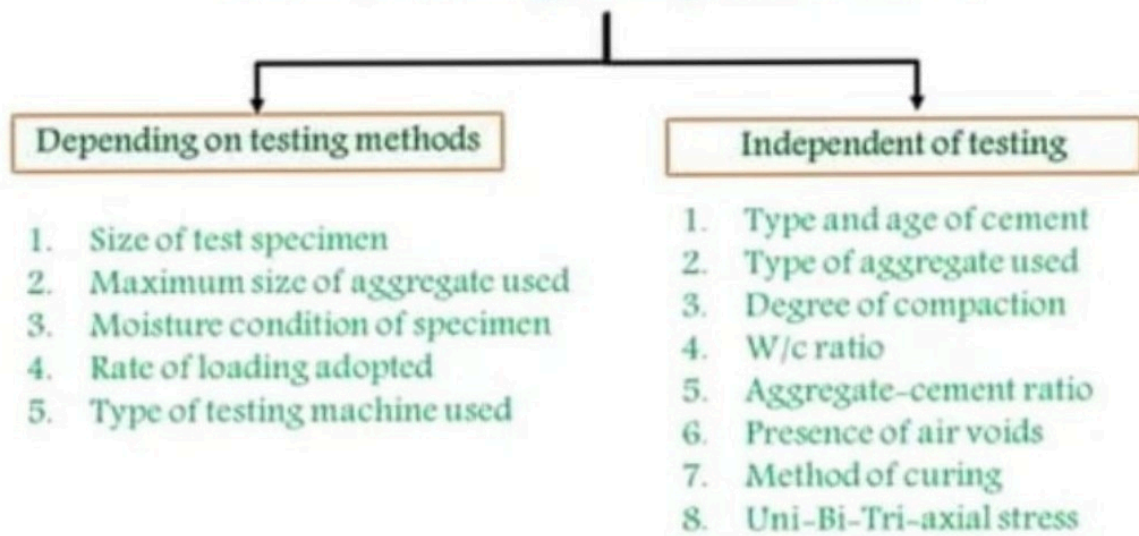 Depending on testing methods
1. Size of test specimen
2. Maximum size of aggregate used
3. Moisture condition of specimen
4. Rate of loading adopted
5. Type of testing machine used
Independent of testing
1. Type and age of cement
2. Type of aggregate used
3. Degree of compaction
4. W/c ratio
5. Aggregate-cement ratio
6. Presence of air voids
7. Method of curing
8. Uni-Bi-Tri-axial stress